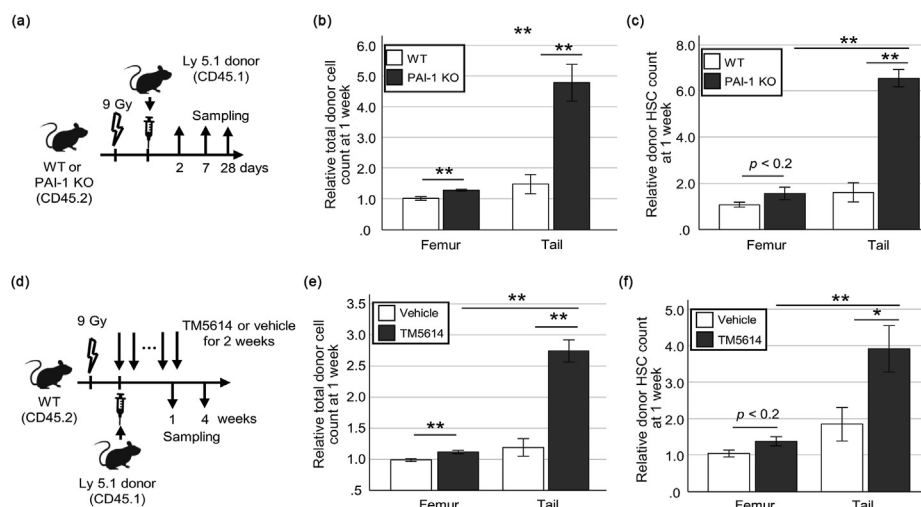 (a)
Ly 5.1 donor
(CD45.1)
9 Gy
Sampling
2 7 28 days
WT or
PAI-1 KO
(CD45.2)
(b)
Relative total donor cell
count at 1 week
6.0
5.0
4.0
3.0
2.0
1.0
.0
WT
PAI-1 KO
**
**
**
Femur Tail
(c)
Relative donor HSC count
at 1 week
8.0
6.0
4.0
2.0
.0
WT
PAI-1 KO
**
**
p < 0.2
Femur Tail
(d)
9 Gy
TM5614 or vehicle
for 2 weeks
WT
(CD45.2)
1 4 weeks
Sampling
Ly 5.1 donor
(CD45.1)
(e)
Relative total donor cell
count at 1 week
3.5
3.0
2.5
2.0
1.5
1.0
.5
Vehicle
TM5614
**
**
**
Femur Tail
(f)
Relative donor HSC count
at 1 week
5.0
4.0
3.0
2.0
1.0
.0
Vehicle
TM5614
**
*
p < 0.2
Femur Tail